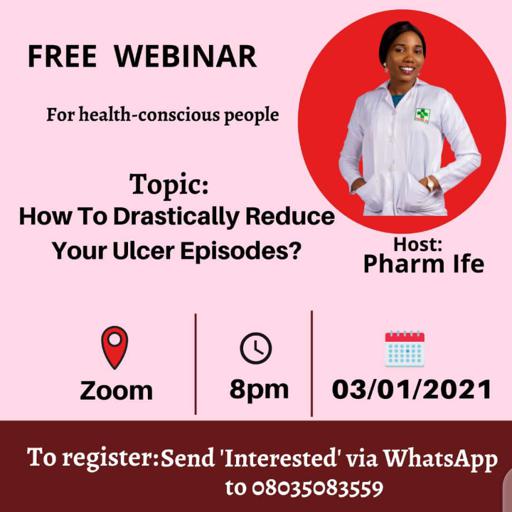 FREE WEBINAR
For health-conscious people
Topic:
How To Drastically Reduce
Your Ulcer Episodes?
Host:
Pharm Ife
Zoom
8pm
03/01/2021
To register:Send 'Interested' via WhatsApp
to 08035083559